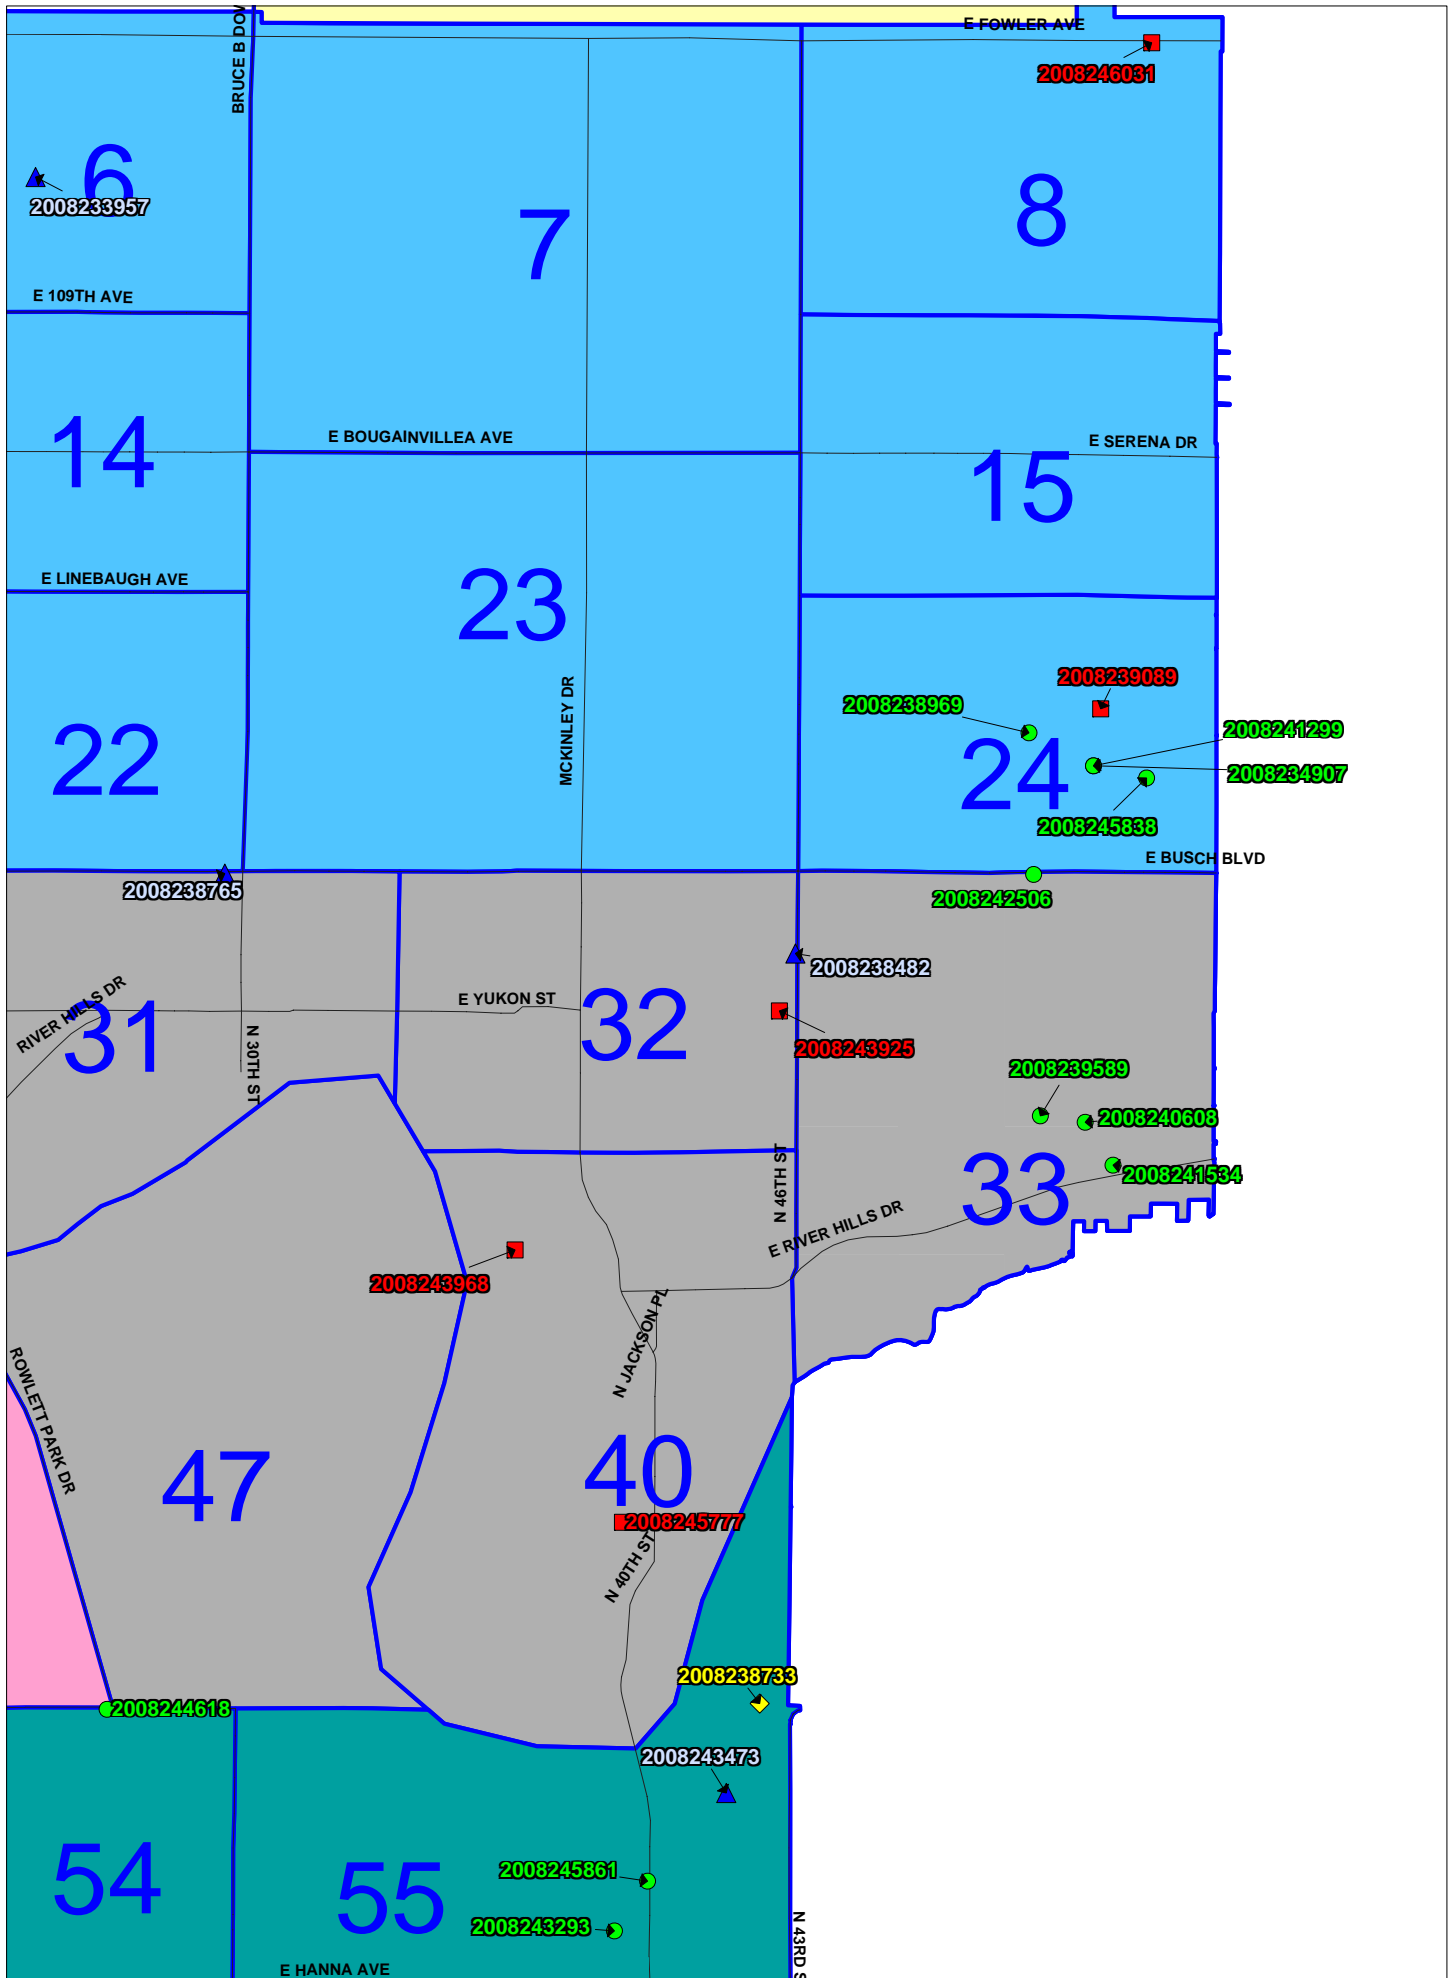 E FOWLER AVE
BRUCE B DOW
2008246031
6
2008233957
8
7
E 109TH AVE
14
E BOUGAINVILLEA AVE
E SERENA DR
15
E LINEBAUGH AVE
23
2008239089
MCKINLEY DR
2008238969
2008241299
22
24
2008234907
2008245838
E BUSCH BLVD
2008238765
2008242506
2008238482
RIVER HILLS DR
31
E YUKON ST
32
2008243925
N 30TH ST
2008239589
2008240608
N 46TH ST
33
2008241534
E RIVER HILLS DR
2008243968
N JACKSON PL
ROWLETT PARK DR
47
40
2008245777
N 40TH ST
2008238733
2008244618
2008243473
54
55
2008245861
2008243293
N 43RD S
E HANNA AVE